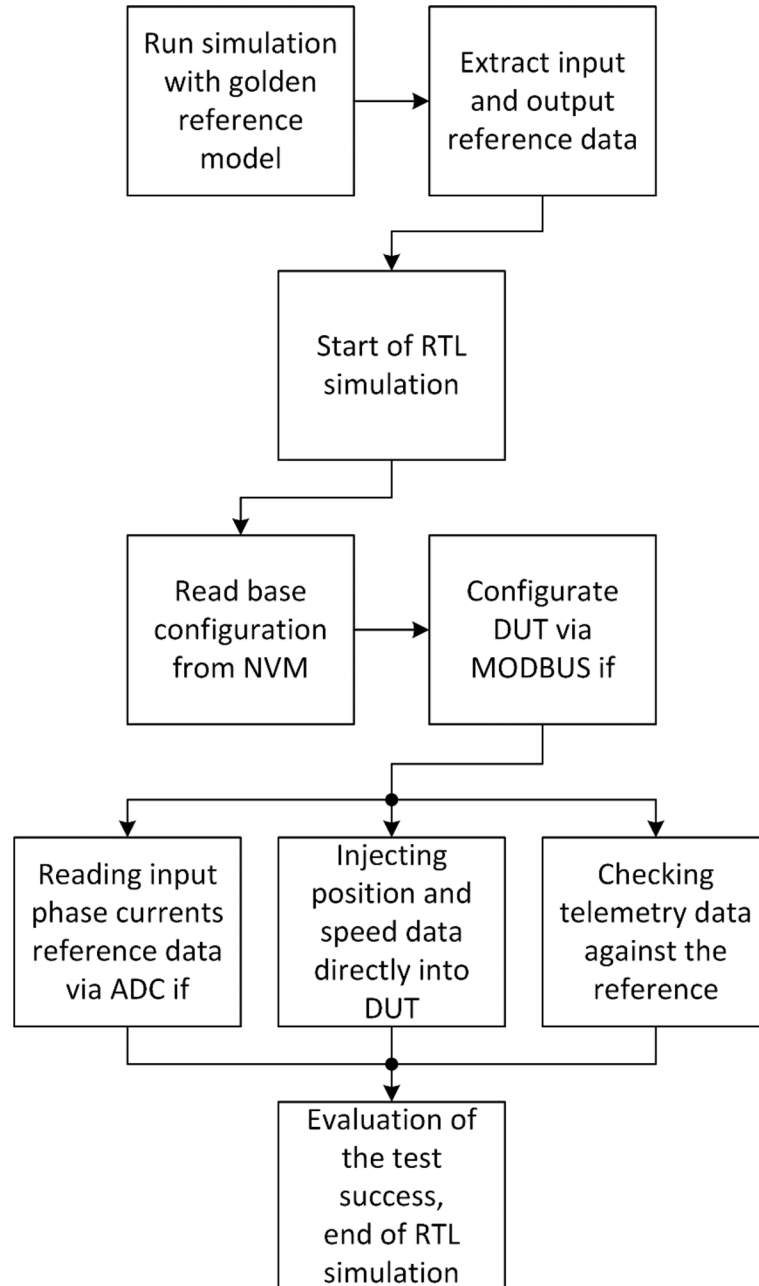 Run simulation
with golden
reference
model
Extract input
and output
reference data
Start of RTL
simulation
Read base
configuration
from NVM
Configurate
DUT via
MODBUS if
Reading input
phase currents
reference data
via ADC if
Injecting
position and
speed data
directly into
DUT
Checking
telemetry data
against the
reference
Evaluation of
the test
success,
end of RTL
simulation